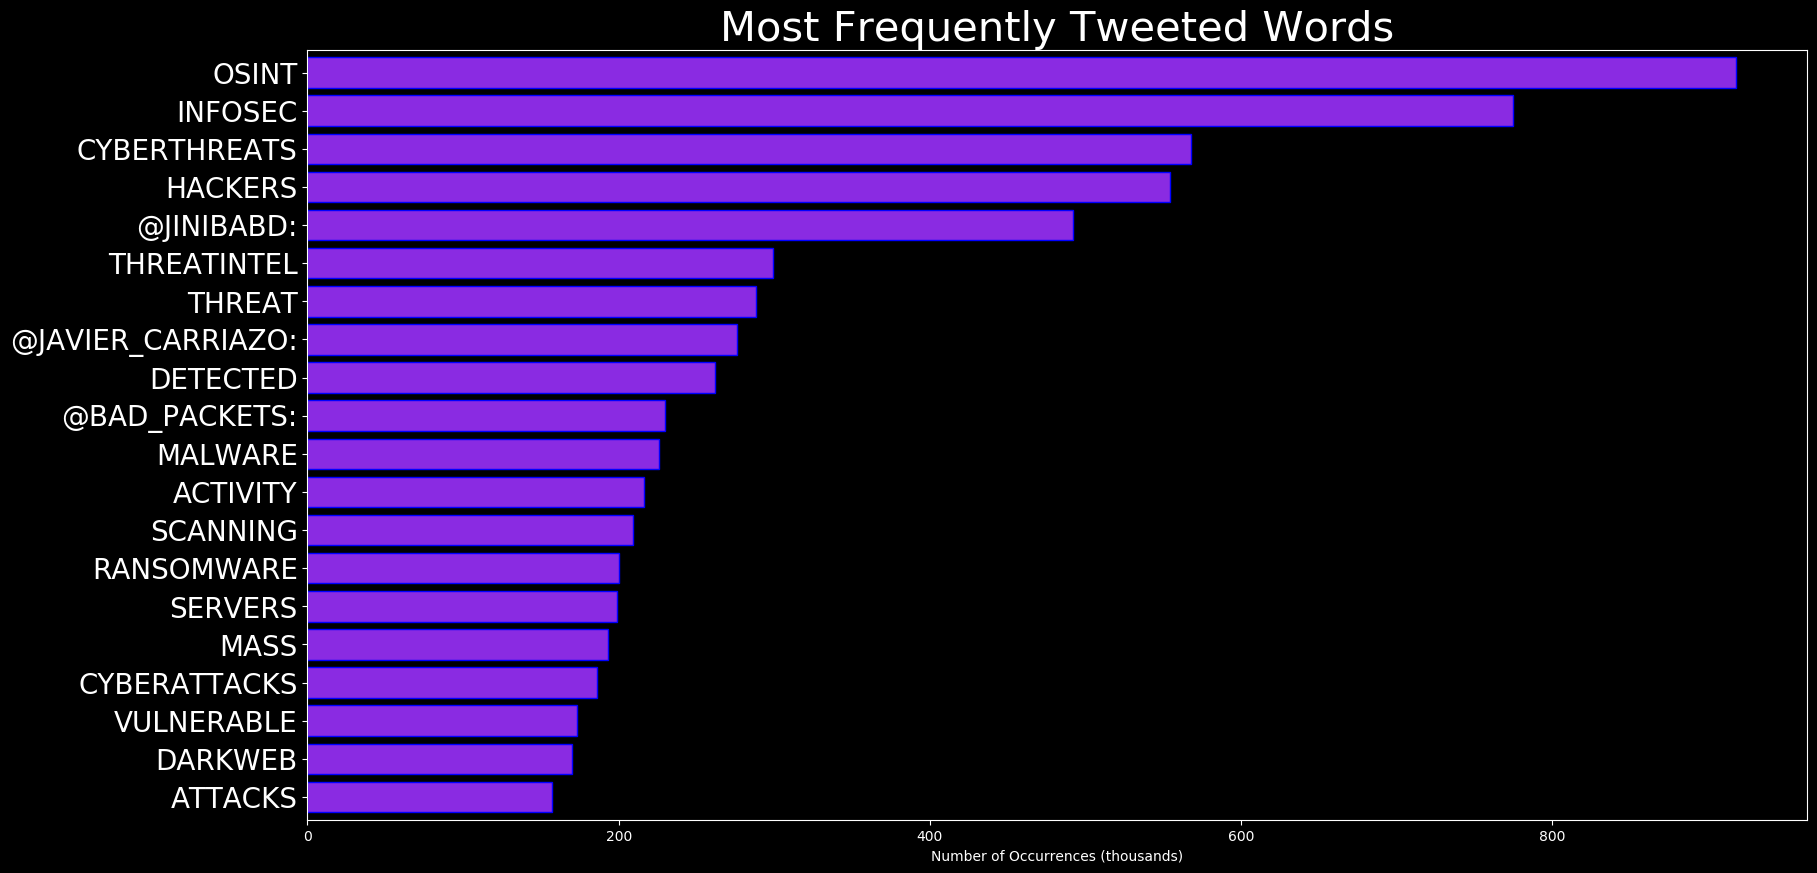 Most Frequently Tweeted Words
OSINT
INFOSEC
CYBERTHREATS
HACKERS
@JINIBABD:
THREATINTEL
THREAT
@JAVIER_CARRIAZO:
DETECTED
@BAD_PACKETS:
MALWARE
ACTIVITY
SCANNING
RANSOMWARE
SERVERS
MASS
CYBERATTACKS
VULNERABLE
DARKWEB
ATTACKS
0 200 400 600 800
Number of Occurrences (thousands)